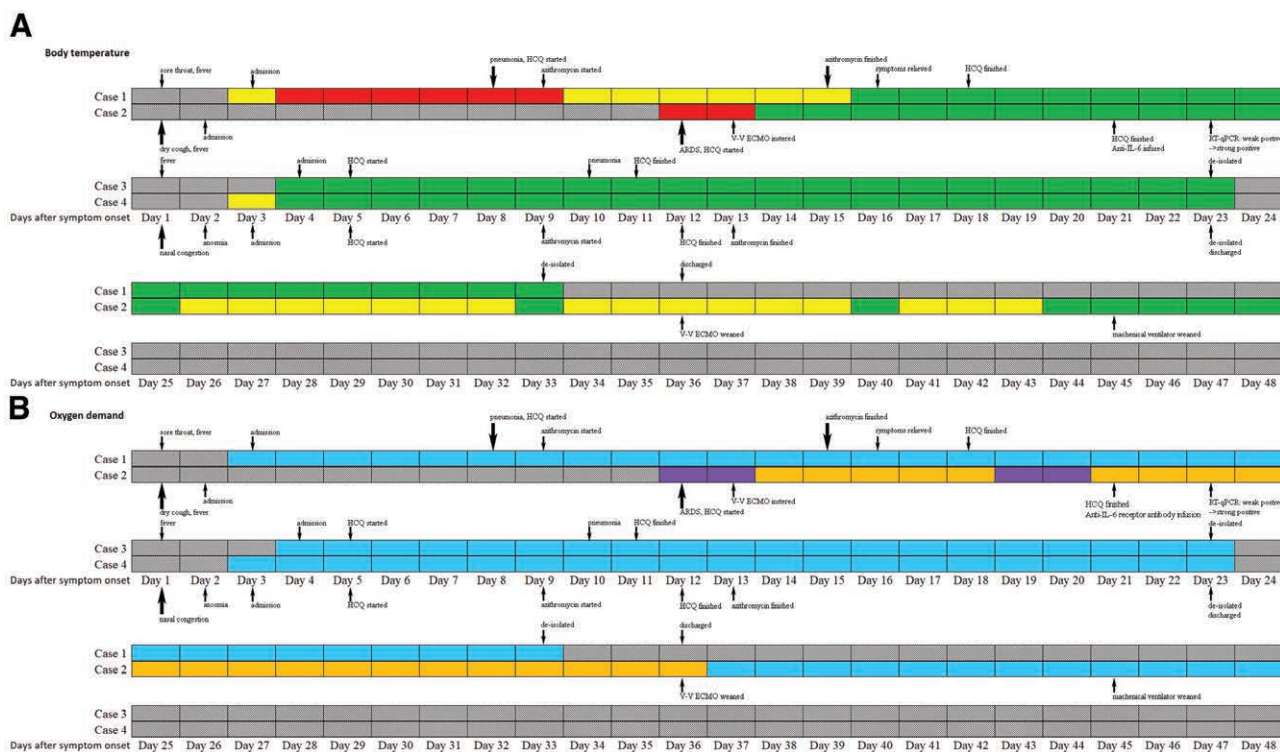 A
Body temperature
pneumonia, HCQ started
azithromycin finished
sore throat, fever
admission
azithromycin started
symptoms relieved
HCQ finished
Case 1
Case 2
admission
V-V ECMO instered
HCQ finished
RT-qPCR: weak postive
dry cough, fever
ARDS, HCQ started
Anti-IL-6 infused
->strong positive
fever
admission
HCQ started
pneumonia
HCQ finished
de-isolated
Case 3
Case 4
Days after symptom onset Day 1 Day 2 Day 3 Day 4 Day 5 Day 6 Day 7 Day 8 Day 9 Day 10 Day 11 Day 12 Day 13 Day 14 Day 15 Day 16 Day 17 Day 18 Day 43 Day 20 Day 21 Day 22 Day 23 Day 24
anosmia
admission
HCQ started
azithromycin started
HCQ finished
azithromycin finished
de-isolated
nasal congestion
discharged
de-isolated
discharged
Case 1
Case 2
V-V ECMO weaned
machenical ventilator weaned
Case 3
Case 4
Days after symptom onset Day 25 Day 26 Day 27 Day 28 Day 29 Day 30 Day 31 Day 32 Day 33 Day 34 Day 35 Day 36 Day 37 Day 38 Day 39 Day 40 Day 41 Day 42 Day 43 Day 44 Day 45 Day 46 Day 47 Day 48
B
Oxygen demand
pneumonia, HCQ started
azithromycin finished
sore throat, fever
admission
azithromycin started
symptoms relieved
HCQ finished
Case 1
Case 2
admission
V-V ECMO instered
HCQ finished
RT-qPCR: weak postive
dry cough, fever
ARDS, HCQ started
Anti-IL-6 receptor antibody infusion
->strong positive
fever
admission
HCQ started
pneumonia
HCQ finished
de-isolated
Case 3
Case 4
Days after symptom onset Day 1 Day 2 Day 3 Day 4 Day 5 Day 6 Day 7 Day 8 Day 9 Day 10 Day 11 Day 12 Day 13 Day 14 Day 15 Day 16 Day 17 Day 18 Day 19 Day 20 Day 21 Day 22 Day 23 Day 24
anosmia
admission
HCQ started
azithromycin started
HCQ finished
azithromycin finished
de-isolated
nasal congestion
discharged
de-isolated
discharged
Case 1
Case 2
V-V ECMO weaned
machenical ventilator weaned
Case 3
Case 4
Days after symptom onset Day 25 Day 26 Day 27 Day 28 Day 29 Day 30 Day 31 Day 32 Day 33 Day 34 Day 35 Day 36 Day 37 Day 38 Day 39 Day 40 Day 41 Day 42 Day 43 Day 44 Day 45 Day 46 Day 47 Day 48